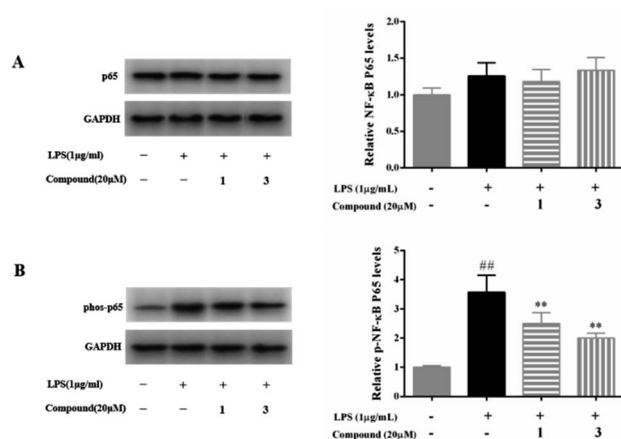 A
p65
GAPDH
LPS(1μg/ml) – + + +
Compound(20μM) – – 1 3
Relative NF-κB P65 levels
2.0
1.5
1.0
0.5
0.0
LPS (1μg/mL) - + + +
Compound (20μM) - - 1 3
B
phos-p65
GAPDH
LPS(1μg/ml) – + + +
Compound(20μM) – – 1 3
Relative p-NF-κB P65 levels
5
4
3
2
1
0
##
**
**
LPS (1μg/mL) - + + +
Compound (20μM) - - 1 3